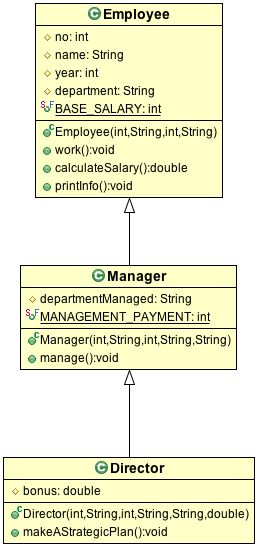 Employee
no: int
name: String
year: int
department: String
BASE_SALARY: int
Employee(int,String,int,String)
work():void
calculateSalary():double
printInfo():void
Manager
departmentManaged: String
MANAGEMENT_PAYMENT: int
Manager(int,String,int,String,String)
manage():void
Director
bonus: double
Director(int,String,int,String,String,double)
makeAStrategicPlan():void